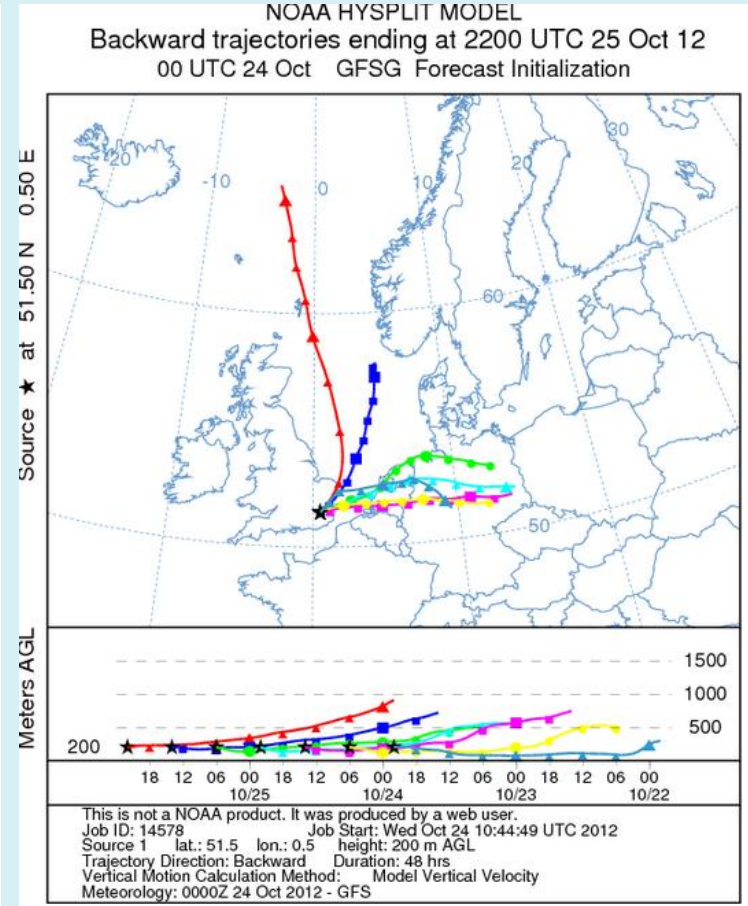 NOAA HYSPLIT MODEL
Backward trajectories ending at 2200 UTC 25 Oct 12
00 UTC 24 Oct GFSG Forecast Initialization
Source ★ at 51.50 N 0.50 E
20
-10
0
10
20
30
60
50
Meters AGL
1500
1000
500
200
18 12 06 00 18 12 06 00 18 12 06 00 18 12 06 00
10/25 10/24 10/23 10/22
This is not a NOAA product. It was produced by a web user.
Job ID: 14578 Job Start: Wed Oct 24 10:44:49 UTC 2012
Source 1 lat.: 51.5 lon.: 0.5 height: 200 m AGL
Trajectory Direction: Backward Duration: 48 hrs
Vertical Motion Calculation Method: Model Vertical Velocity
Meteorology: 0000Z 24 Oct 2012 - GFS